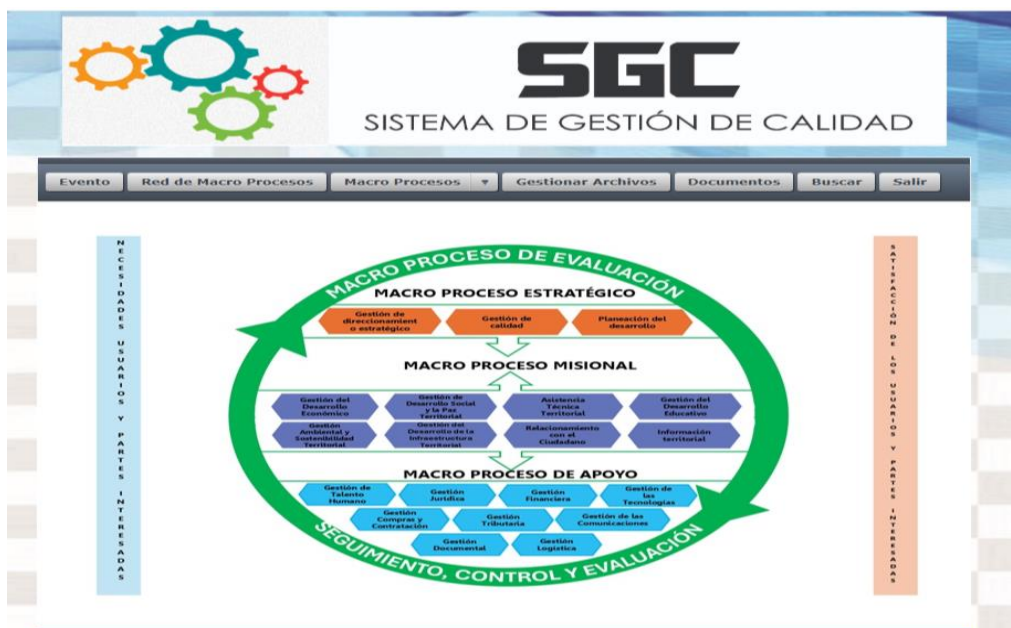 SGC
SISTEMA DE GESTIÓN DE CALIDAD
Evento
Red de Macro Procesos
Macro Procesos
Gestionar Archivos
Documentos
Buscar
Salir
NECESIDADES USUARIOS Y PARTES INTERESADAS
MACRO PROCESO DE EVALUACIÓN
MACRO PROCESO ESTRATÉGICO
Gestión de
direccionamient
o estratégico
Gestión de
calidad
Planeación del
desarrollo
MACRO PROCESO MISIONAL
Gestión del
Desarrollo
Económico
Gestión de
Desarrollo Social
y la Paz
Territorial
Asistencia
Técnica
Territorial
Gestión del
Desarrollo
Educativo
Gestión
Ambiental y
Sostenibilidad
Territorial
Gestión del
Desarrollo de la
Infraestructura
Territorial
Relacionamiento
con el
Ciudadano
Información
territorial
MACRO PROCESO DE APOYO
Gestión de
Talento
Humano
Gestión
Jurídica
Gestión
Financiera
Gestión de
las
Tecnologías
Gestión
Compras y
Contratación
Gestión
Tributaria
Gestión de las
Comunicaciones
Gestión
Documental
Gestión
Logística
SEGUIMIENTO, CONTROL Y EVALUACIÓN
SATISFACCIÓN DE LOS USUARIOS Y PARTES INTERESADAS